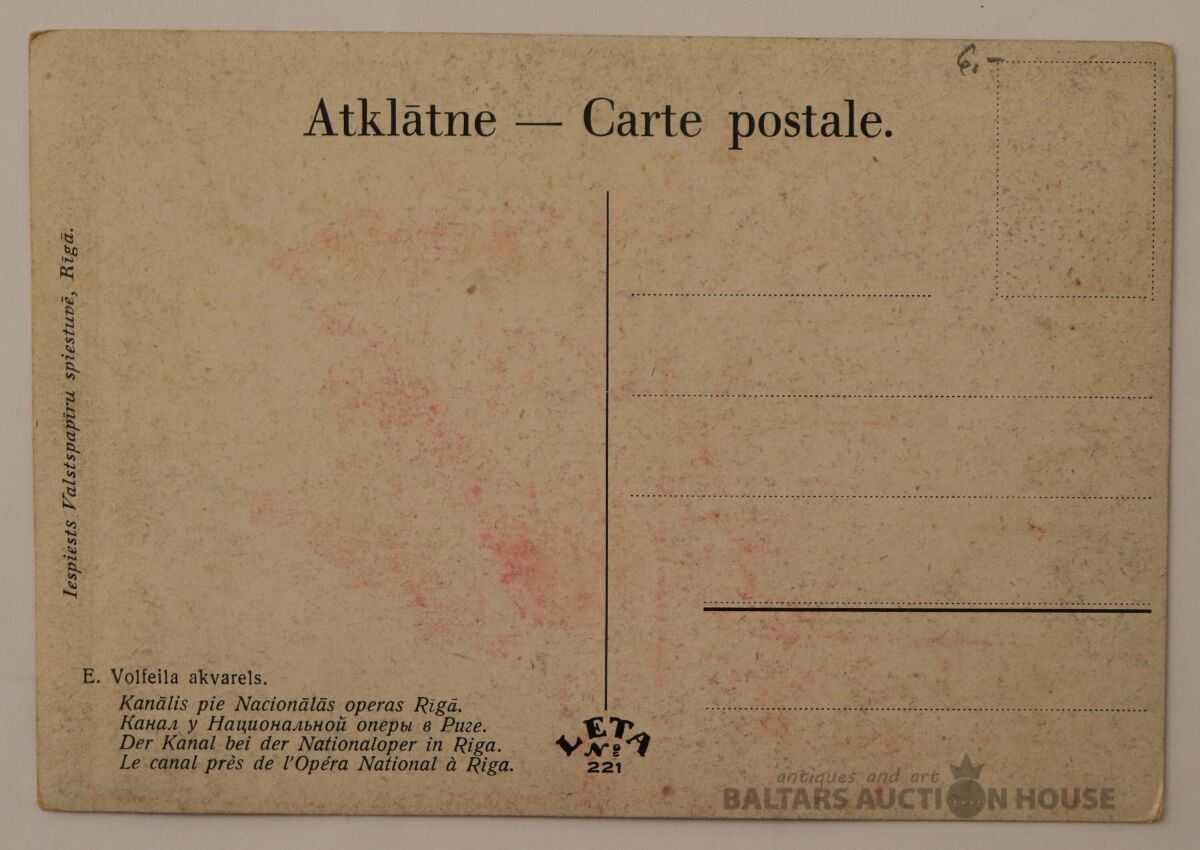 6.-
Atklātne — Carte postale.
Iespiests Valstspapīru spiestuvē, Rīgā.
E. Volfeila akvarels.
Kanālis pie Nacionālās operas Rīgā.
Канал у Национальной оперы в Риге.
Der Kanal bei der Nationaloper in Riga.
Le canal près de l'Opéra National à Riga.
LETA
№
221
antiques and art
BALTARS AUCTION HOUSE